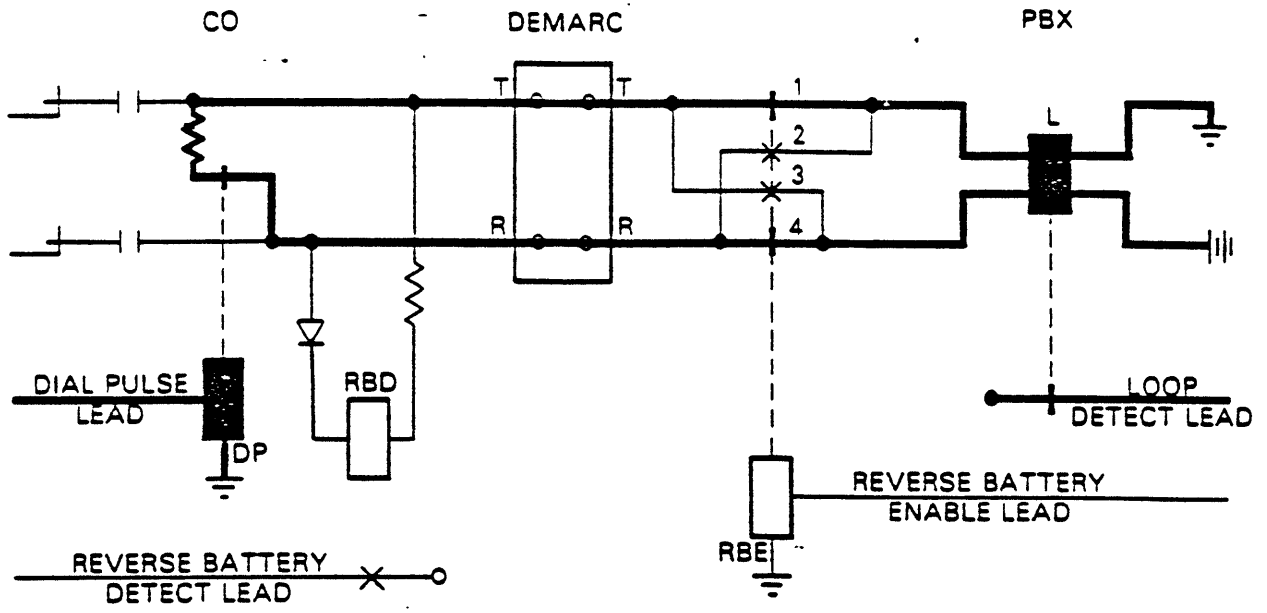 CO
DEMARC
PBX
T
T
1
2
3
R
R
4
L
DIAL PULSE
LEAD
RBD
DP
LOOP
DETECT LEAD
REVERSE BATTERY
ENABLE LEAD
RBE
REVERSE BATTERY
DETECT LEAD